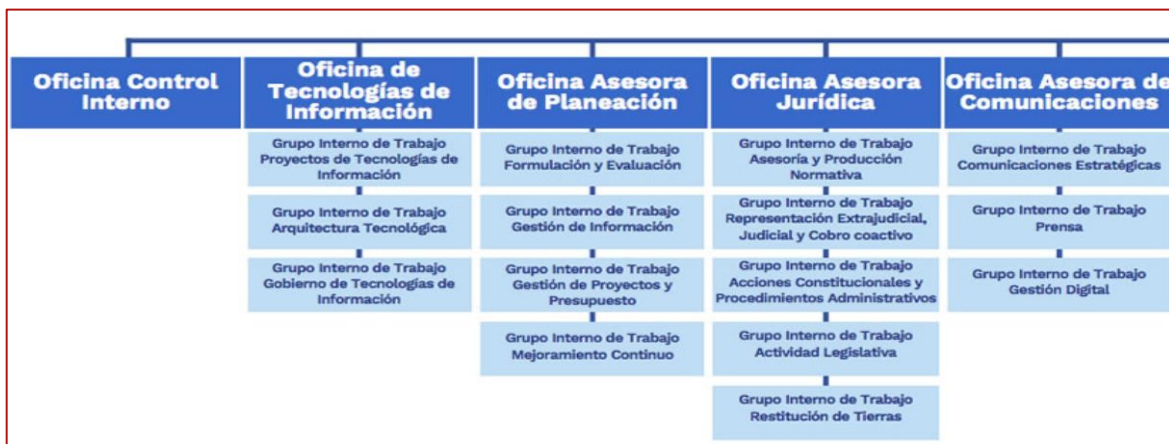 Oficina Control
Interno
Oficina de
Tecnologías de
Información
Grupo Interno de Trabajo
Proyectos de Tecnologías de
Información
Grupo Interno de Trabajo
Arquitectura Tecnológica
Grupo Interno de Trabajo
Gobierno de Tecnologías de
Información
Oficina Asesora
de Planeación
Grupo Interno de Trabajo
Formulación y Evaluación
Grupo Interno de Trabajo
Gestión de Información
Grupo Interno de Trabajo
Gestión de Proyectos y
Presupuesto
Grupo Interno de Trabajo
Mejoramiento Continuo
Oficina Asesora
Jurídica
Grupo Interno de Trabajo
Asesoría y Producción
Normativa
Grupo Interno de Trabajo
Representación Extrajudicial,
Judicial y Cobro coactivo
Grupo Interno de Trabajo
Acciones Constitucionales y
Procedimientos Administrativos
Grupo Interno de Trabajo
Actividad Legislativa
Grupo Interno de Trabajo
Restitución de Tierras
Oficina Asesora de
Comunicaciones
Grupo Interno de Trabajo
Comunicaciones Estratégicas
Grupo Interno de Trabajo
Prensa
Grupo Interno de Trabajo
Gestión Digital